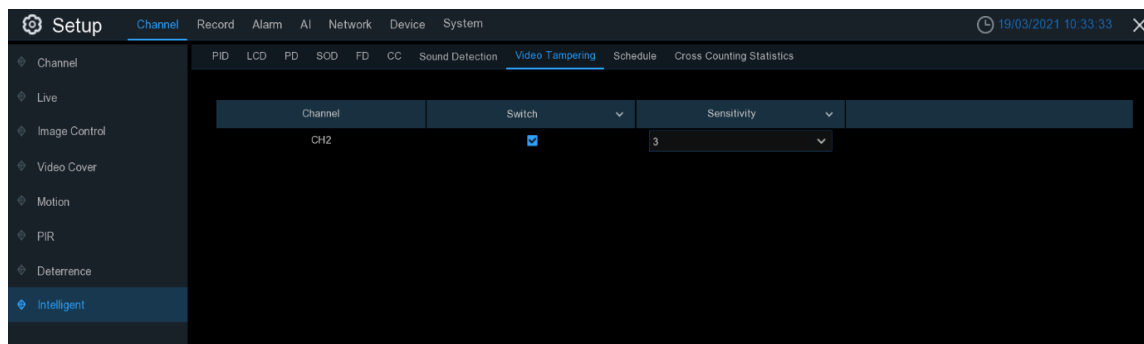 Setup Channel Record Alarm AI Network Device System 19/03/2021 10:33:33
PID LCD PD SOD FD CC Sound Detection Video Tampering Schedule Cross Counting Statistics
Channel
Live
Image Control
Video Cover
Motion
PIR
Deterrence
Intelligent
Channel Switch Sensitivity
CH2 3